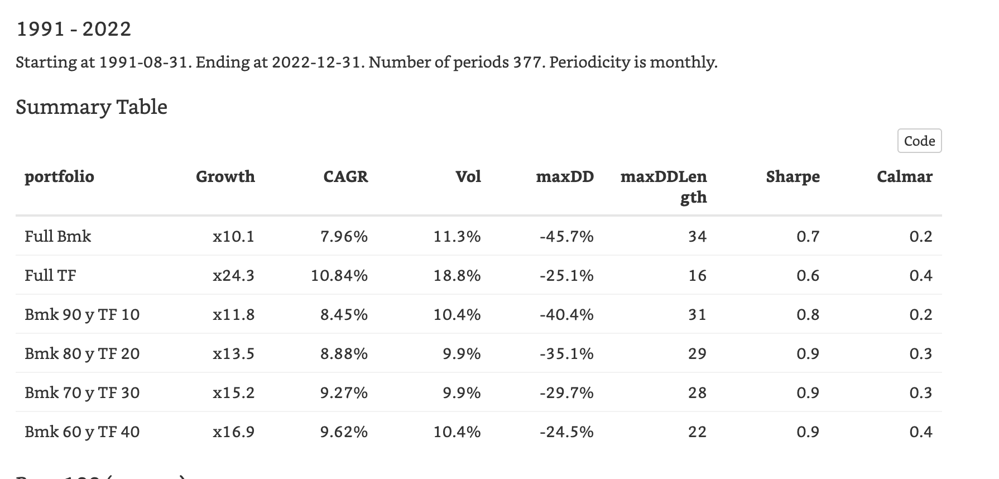 1991 - 2022
Starting at 1991-08-31. Ending at 2022-12-31. Number of periods 377. Periodicity is monthly.
Summary Table
Code
portfolio Growth CAGR Vol maxDD maxDDLen Sharpe Calmar
gth
Full Bmk x10.1 7.96% 11.3% -45.7% 34 0.7 0.2
Full TF x24.3 10.84% 18.8% -25.1% 16 0.6 0.4
Bmk 90 y TF 10 x11.8 8.45% 10.4% -40.4% 31 0.8 0.2
Bmk 80 y TF 20 x13.5 8.88% 9.9% -35.1% 29 0.9 0.3
Bmk 70 y TF 30 x15.2 9.27% 9.9% -29.7% 28 0.9 0.3
Bmk 60 y TF 40 x16.9 9.62% 10.4% -24.5% 22 0.9 0.4